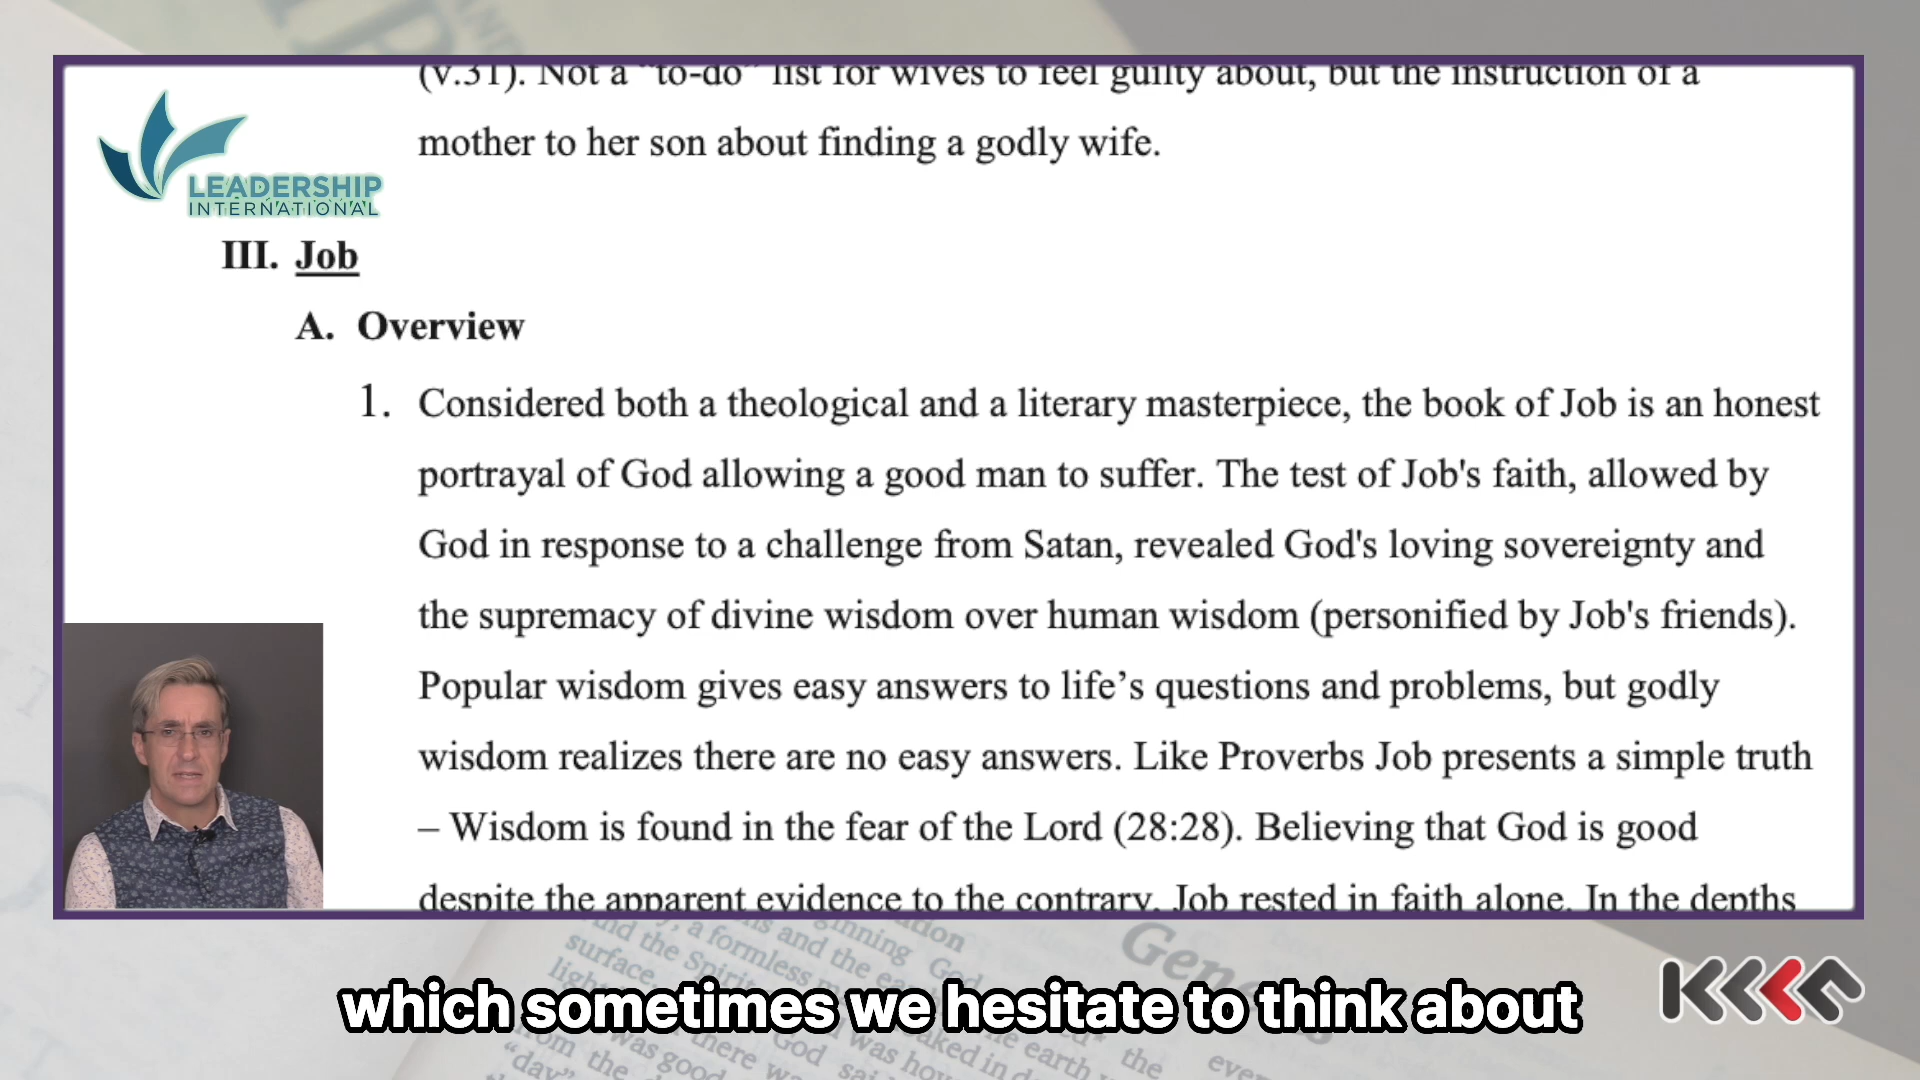 (v.31). Not a “to-do” list for wives to feel guilty about, but the instruction of a
mother to her son about finding a godly wife.
LEADERSHIP
INTERNATIONAL
III. Job
A. Overview
1. Considered both a theological and a literary masterpiece, the book of Job is an honest
portrayal of God allowing a good man to suffer. The test of Job's faith, allowed by
God in response to a challenge from Satan, revealed God's loving sovereignty and
the supremacy of divine wisdom over human wisdom (personified by Job's friends).
Popular wisdom gives easy answers to life’s questions and problems, but godly
wisdom realizes there are no easy answers. Like Proverbs Job presents a simple truth
– Wisdom is found in the fear of the Lord (28:28). Believing that God is good
despite the apparent evidence to the contrary, Job rested in faith alone. In the depths
which sometimes we hesitate to think about